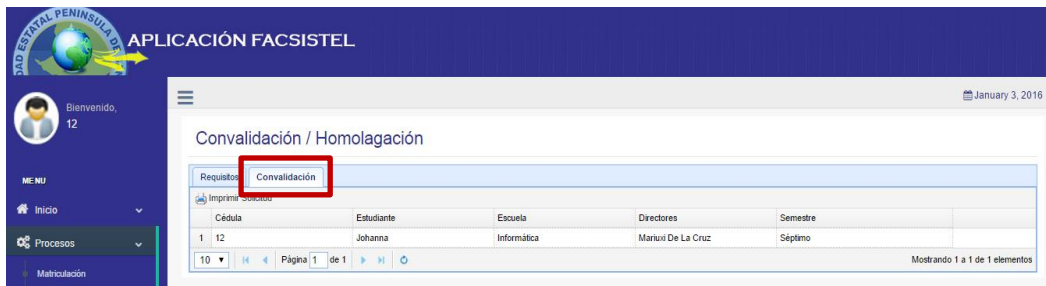 DAD ESTATAL PENINSULA DE
APLICACIÓN FACSISTEL
Bienvenido,
12
January 3, 2016
Convalidación / Homolagación
Requisitos Convalidación
Imprimir Solicitud
MENU
Inicio
Procesos
Matriculación
Cédula Estudiante Escuela Directores Semestre
1 12 Johanna Informática Mariuxi De La Cruz Séptimo
10 Página 1 de 1 Mostrando 1 a 1 de 1 elementos